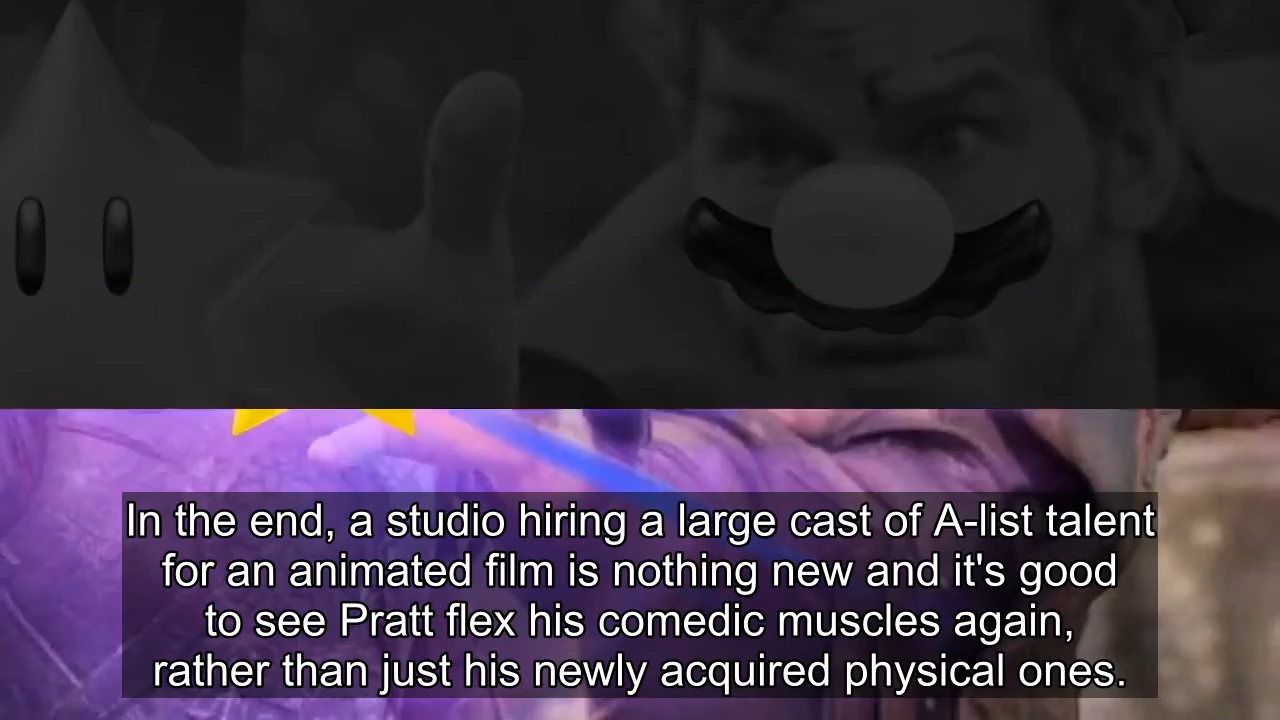 In the end, a studio hiring a large cast of A-list talent
for an animated film is nothing new and it's good
to see Pratt flex his comedic muscles again,
rather than just his newly acquired physical ones.